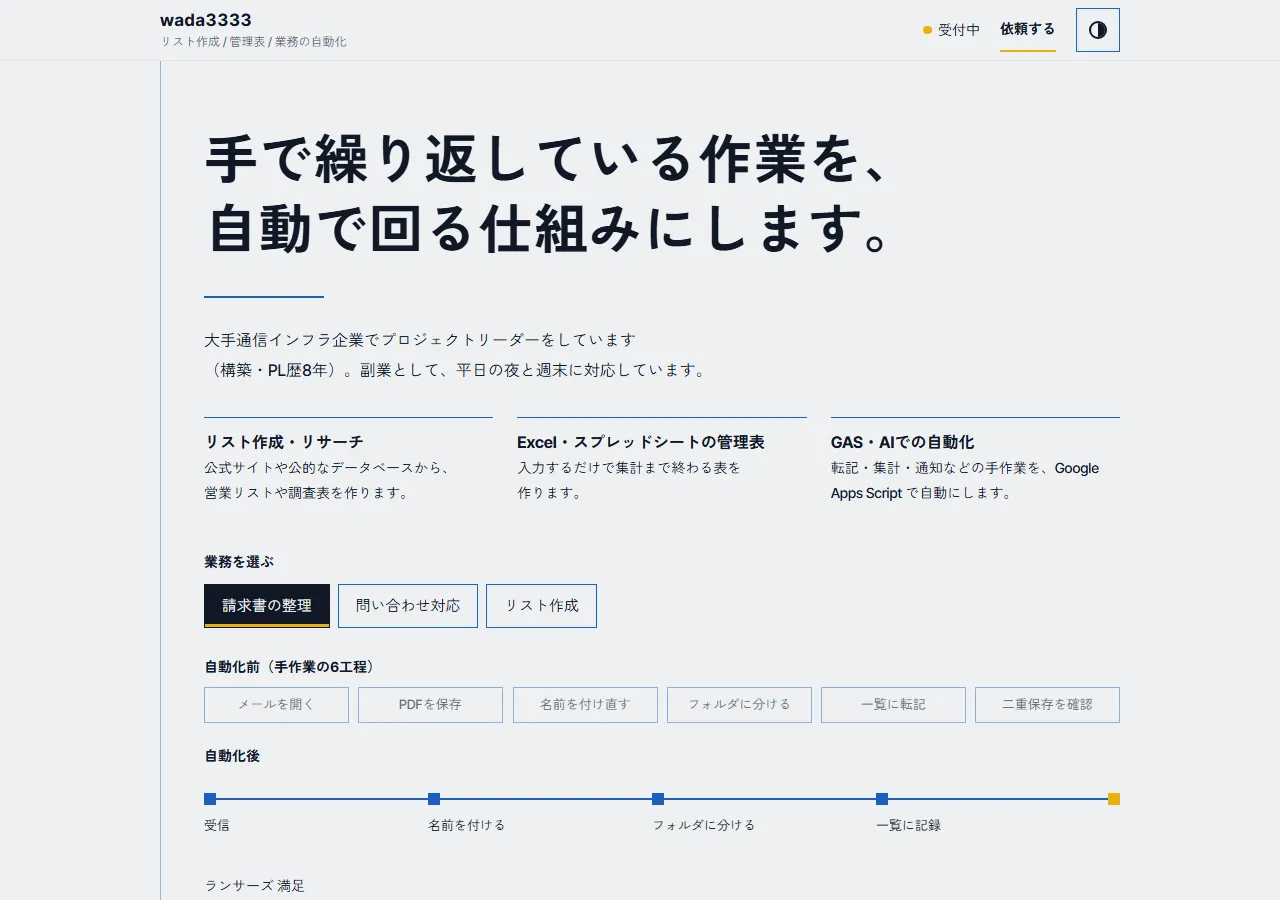 wada3333
リスト作成 / 管理表 / 業務の自動化
受付中
依頼する
手で繰り返している作業を、
自動で回る仕組みにします。
大手通信インフラ企業でプロジェクトリーダーをしています
（構築・PL歴8年）。副業として、平日の夜と週末に対応しています。
リスト作成・リサーチ
公式サイトや公的なデータベースから、
営業リストや調査表を作ります。
Excel・スプレッドシートの管理表
入力するだけで集計まで終わる表を
作ります。
GAS・AIでの自動化
転記・集計・通知などの手作業を、Google
Apps Script で自動にします。
業務を選ぶ
請求書の整理
問い合わせ対応
リスト作成
自動化前（手作業の6工程）
メールを開く
PDFを保存
名前を付け直す
フォルダに分ける
一覧に転記
二重保存を確認
自動化後
受信
名前を付ける
フォルダに分ける
一覧に記録
ランサーズ 満足